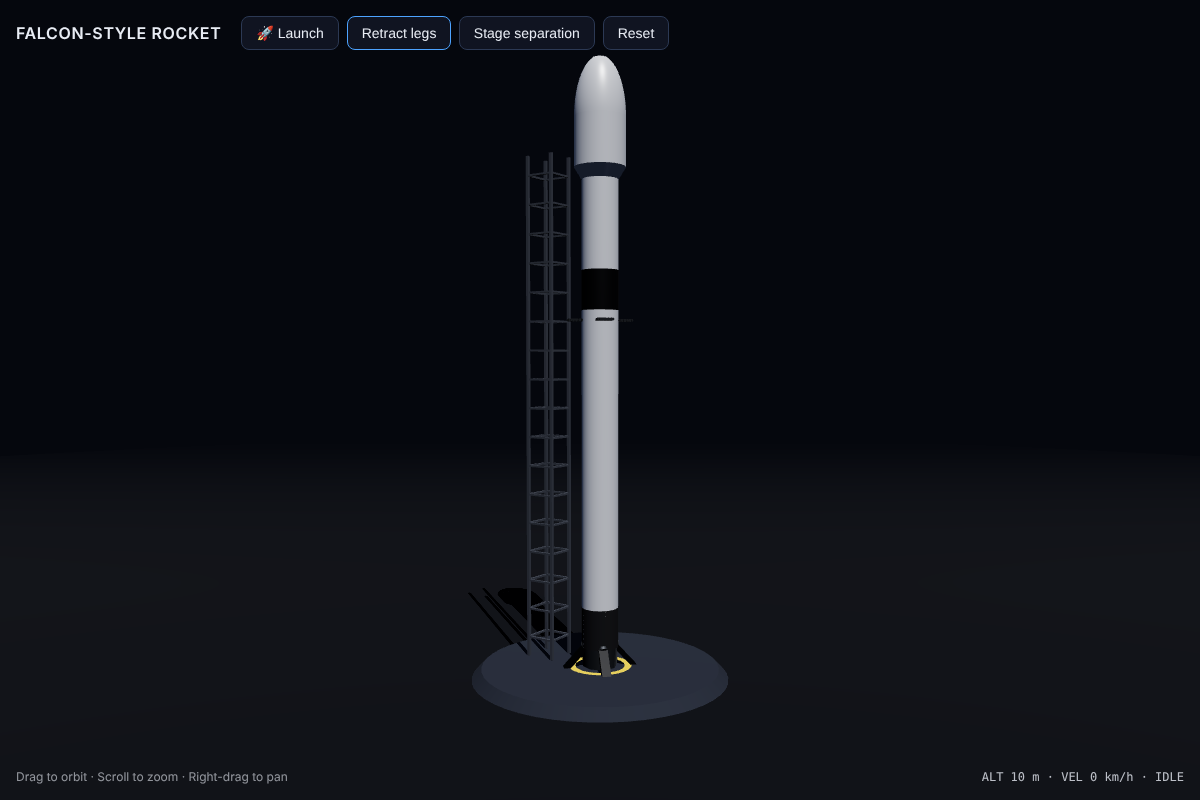 FALCON-STYLE ROCKET
🚀 Launch
Retract legs
Stage separation
Reset
Drag to orbit · Scroll to zoom · Right-drag to pan
ALT 10 m · VEL 0 km/h · IDLE